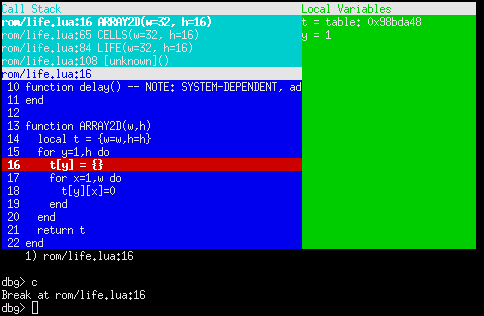 Call Stack
Local Variables
rom/life.lua:16 ARRAY2D(w=32, h=16)
t = table: 0x98bda48
rom/life.lua:65 CELLS(w=32, h=16)
y = 1
rom/life.lua:84 LIFE(w=32, h=16)
rom/life.lua:108 [unknown]()
rom/life.lua:16
10 function delay() -- NOTE: SYSTEM-DEPENDENT, ad
11 end
12
13 function ARRAY2D(w,h)
14   local t = {w=w,h=h}
15   for y=1,h do
16     t[y] = {}
17     for x=1,w do
18       t[y][x]=0
19     end
20   end
21   return t
22 end
1) rom/life.lua:16
dbg> c
Break at rom/life.lua:16
dbg>